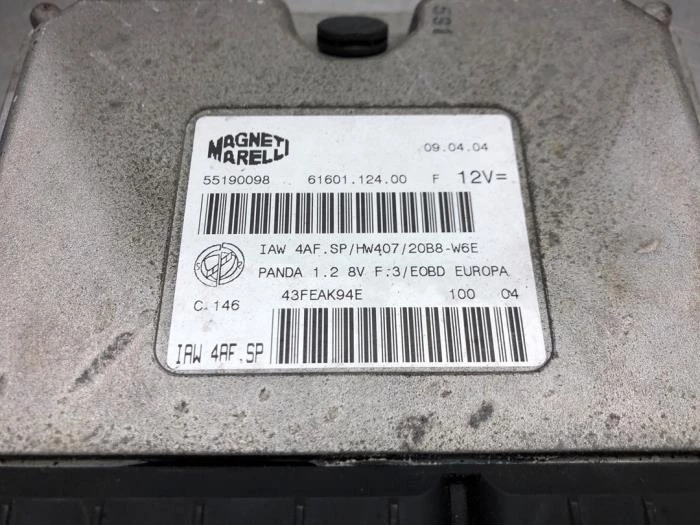 591
MAGNETI
MARELLI
09.04.04
55190098 61601.124.00 F 12V=
IAW 4AF.SP/HW407/20B8-W6E
PANDA 1.2 8V F.3/EOBD EUROPA
C.146 43FEAK94E 100 04
IAW 4AF.SP